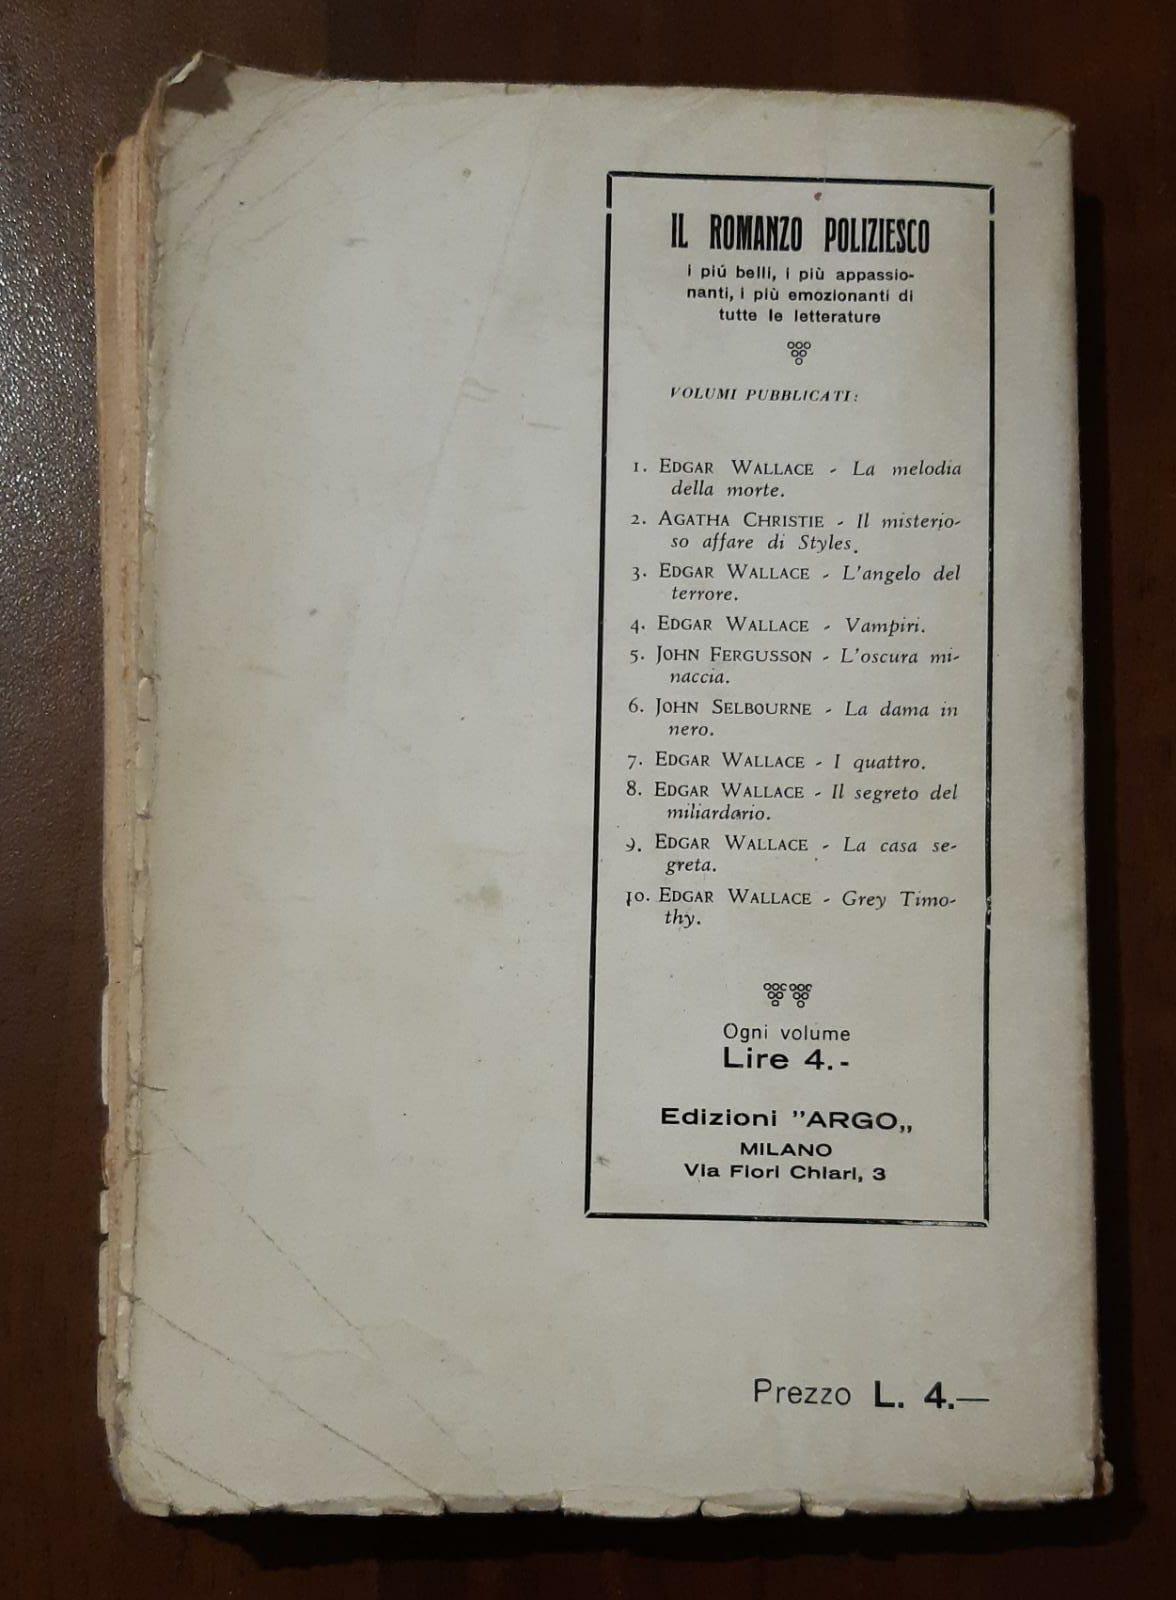 IL ROMANZO POLIZIESCO
i piú belli, i più appassio-
nanti, i più emozionanti di
tutte le letterature
VOLUMI PUBBLICATI:
1. EDGAR WALLACE - La melodia
della morte.
2. AGATHA CHRISTIE - Il misterio-
so affare di Styles.
3. EDGAR WALLACE - L'angelo del
terrore.
4. EDGAR WALLACE - Vampiri.
5. JOHN FERGUSSON - L'oscura mi-
naccia.
6. JOHN SELBOURNE - La dama in
nero.
7. EDGAR WALLACE - I quattro.
8. EDGAR WALLACE - Il segreto del
miliardario.
9. EDGAR WALLACE - La casa se-
greta.
10. EDGAR WALLACE - Grey Timo-
thy.
Ogni volume
Lire 4.-
Edizioni "ARGO„
MILANO
Via Fiori Chiari, 3
Prezzo L. 4.—